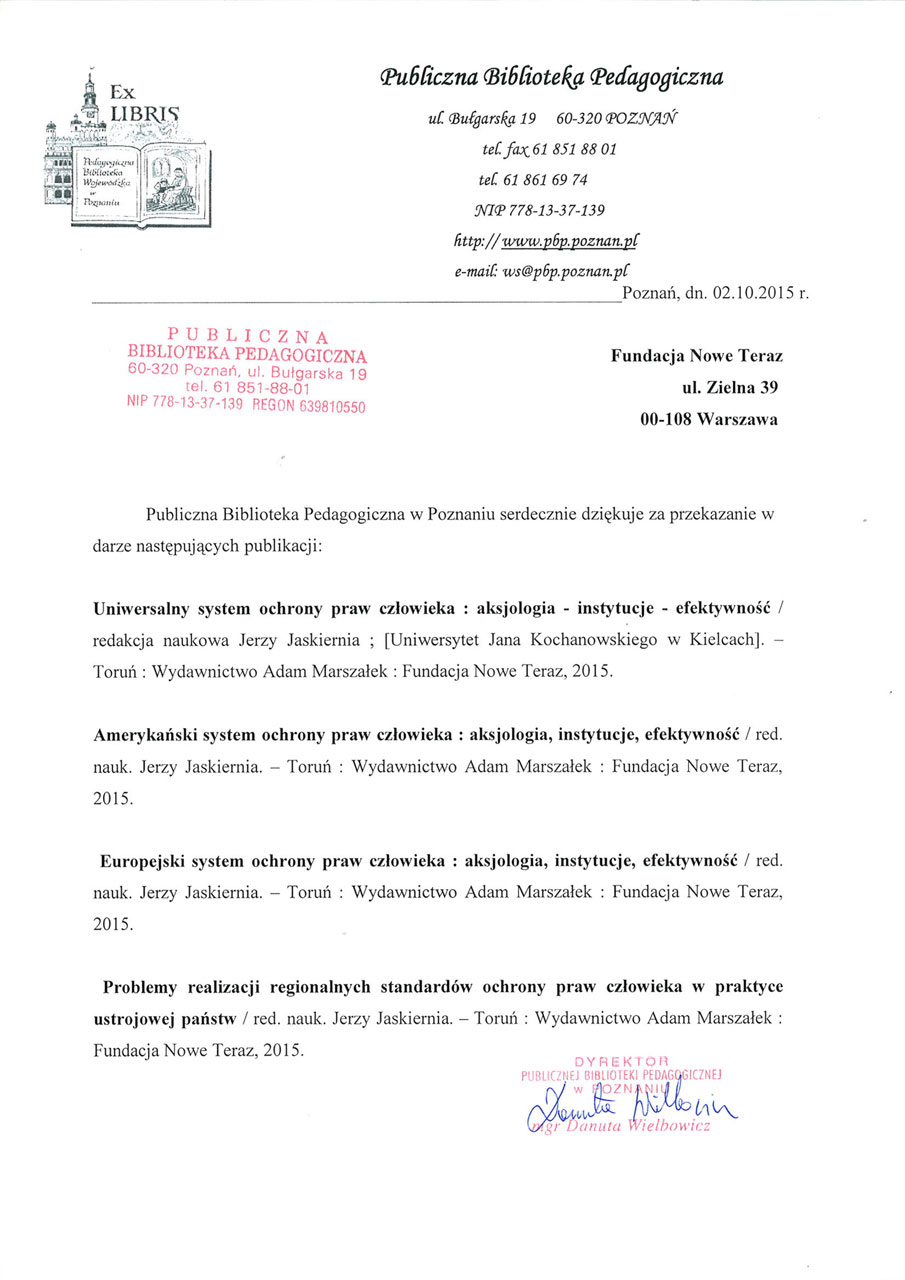 Ex
LIBRIS
Pedagogiczna
Biblioteka
Wojewódzka
w
Poznaniu
Publiczna Biblioteka Pedagogiczna
ul. Bułgarska 19 60-320 POZNAŃ
tel. fax 61 851 88 01
tel. 61 861 69 74
NIP 778-13-37-139
http://www.pbp.poznan.pl
e-mail: ws@pbp.poznan.pl
Poznań, dn. 02.10.2015 r.
PUBLICZNA
BIBLIOTEKA PEDAGOGICZNA
60-320 Poznań, ul. Bułgarska 19
tel. 61 851-88-01
NIP 778-13-37-139 REGON 639810550
Fundacja Nowe Teraz
ul. Zielna 39
00-108 Warszawa
Publiczna Biblioteka Pedagogiczna w Poznaniu serdecznie dziękuje za przekazanie w
darze następujących publikacji:
Uniwersalny system ochrony praw człowieka : aksjologia - instytucje - efektywność /
redakcja naukowa Jerzy Jaskiernia ; [Uniwersytet Jana Kochanowskiego w Kielcach]. –
Toruń : Wydawnictwo Adam Marszałek : Fundacja Nowe Teraz, 2015.
Amerykański system ochrony praw człowieka : aksjologia, instytucje, efektywność / red.
nauk. Jerzy Jaskiernia. – Toruń : Wydawnictwo Adam Marszałek : Fundacja Nowe Teraz,
2015.
Europejski system ochrony praw człowieka : aksjologia, instytucje, efektywność / red.
nauk. Jerzy Jaskiernia. – Toruń : Wydawnictwo Adam Marszałek : Fundacja Nowe Teraz,
2015.
Problemy realizacji regionalnych standardów ochrony praw człowieka w praktyce
ustrojowej państw / red. nauk. Jerzy Jaskiernia. – Toruń : Wydawnictwo Adam Marszałek :
Fundacja Nowe Teraz, 2015.
DYREKTOR
PUBLICZNEJ BIBLIOTEKI PEDAGOGICZNEJ
w POZNANIU
Danuta Wielbowicz
mgr Danuta Wielbowicz